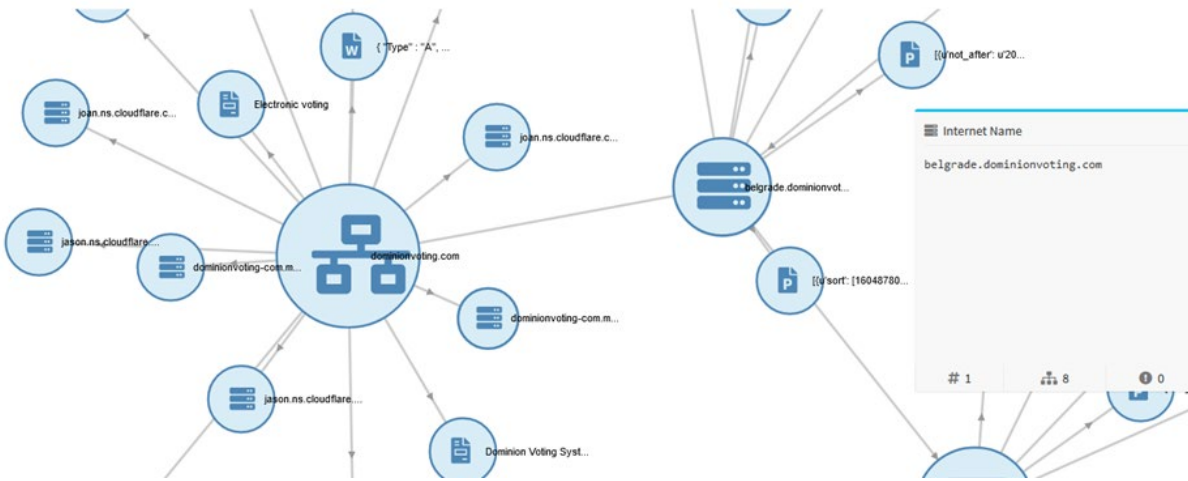 { "Type" : "A", ...
[{u'not_after': u'20...
Electronic voting
joan.ns.cloudflare.c...
joan.ns.cloudflare.c...
Internet Name
belgrade.dominionvoting.com
belgrade.dominionvot...
jason.ns.cloudflare....
dominionvoting.com
dominionvoting-com.m...
[{u'sort': [16048780...
dominionvoting-com.m...
# 1
8
0
jason.ns.cloudflare....
Dominion Voting Syst...